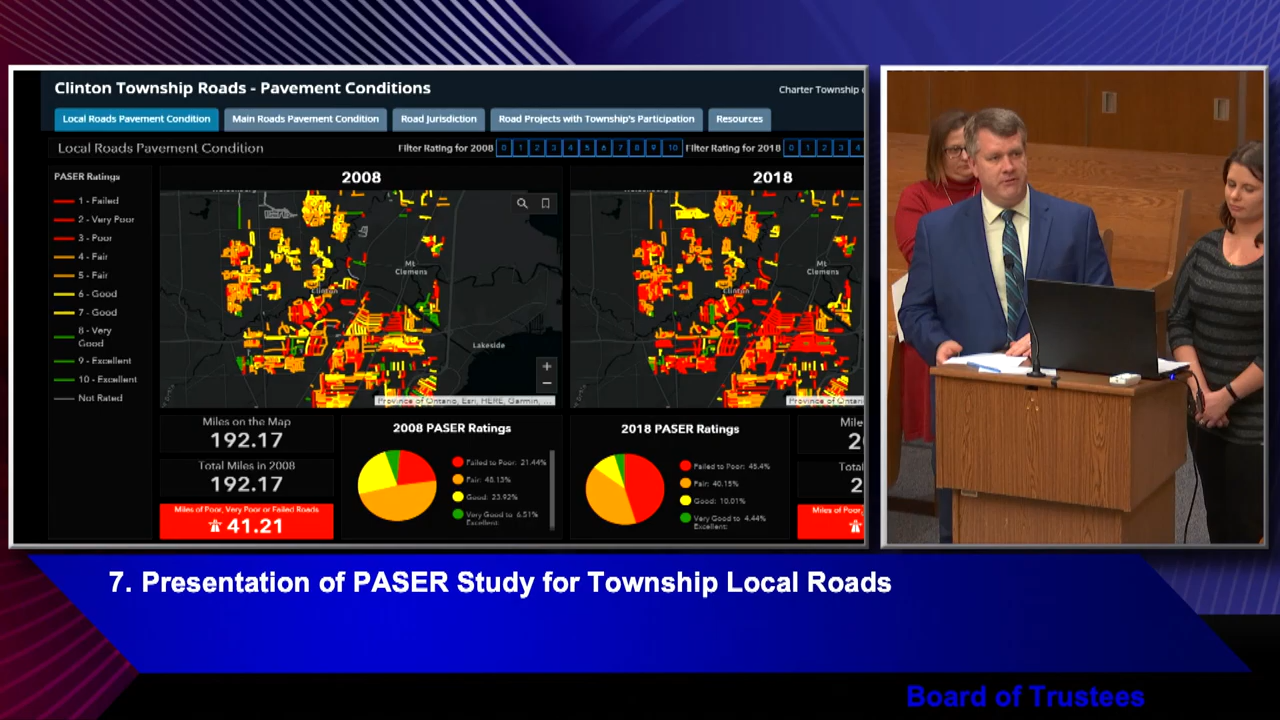 Clinton Township Roads - Pavement Conditions
Charter Township
Local Roads Pavement Condition
Main Roads Pavement Condition
Road Jurisdiction
Road Projects with Township's Participation
Resources
Local Roads Pavement Condition
Filter Rating for 2008
0 1 2 3 4 5 6 7 8 9 10
Filter Rating for 2018
0 1 2 3 4
PASER Ratings
1 - Failed
2 - Very Poor
3 - Poor
4 - Fair
5 - Fair
6 - Good
7 - Good
8 - Very
Good
9 - Excellent
10 - Excellent
Not Rated
2008
Mt
Clemens
Clinton
Lakeside
+
−
Province of Ontario, Esri, HERE, Garmin, ...
2018
Mt
Clemens
Clinton
Province of Ontar
Miles on the Map
192.17
Total Miles in 2008
192.17
Miles of Poor, Very Poor or Failed Roads
41.21
2008 PASER Ratings
Failed to Poor: 21.44%
Fair: 48.13%
Good: 23.92%
Very Good to 6.51%
Excellent:
2018 PASER Ratings
Failed to Poor: 45.4%
Fair: 40.15%
Good: 10.01%
Very Good to 4.44%
Excellent:
Mile
2
Total
2
Miles of Poor,
7. Presentation of PASER Study for Township Local Roads
Board of Trustees